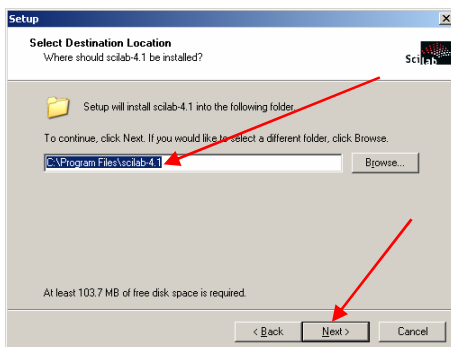 Setup
Select Destination Location
Where should scilab-4.1 be installed?
Scilab
Setup will install scilab-4.1 into the following folder.
To continue, click Next. If you would like to select a different folder, click Browse.
C:\Program Files\scilab-4.1
Browse...
At least 103.7 MB of free disk space is required.
< Back
Next >
Cancel